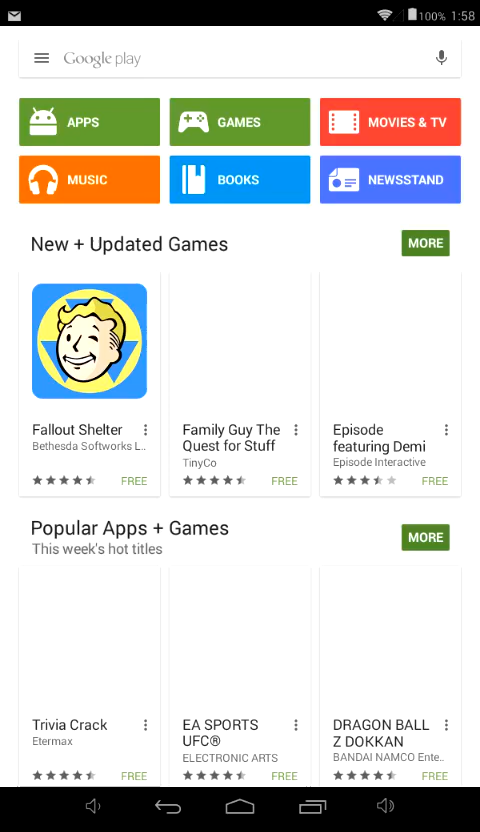 100% 1:58
Google play
APPS GAMES MOVIES & TV
MUSIC BOOKS NEWSSTAND
New + Updated Games MORE
Fallout Shelter
Bethesda Softworks L..
FREE
Family Guy The
Quest for Stuff
TinyCo
FREE
Episode
featuring Demi
Episode Interactive
FREE
Popular Apps + Games
This week's hot titles
MORE
Trivia Crack
Etermax
FREE
EA SPORTS
UFC®
ELECTRONIC ARTS
FREE
DRAGON BALL
Z DOKKAN
BANDAI NAMCO Ente..
FREE